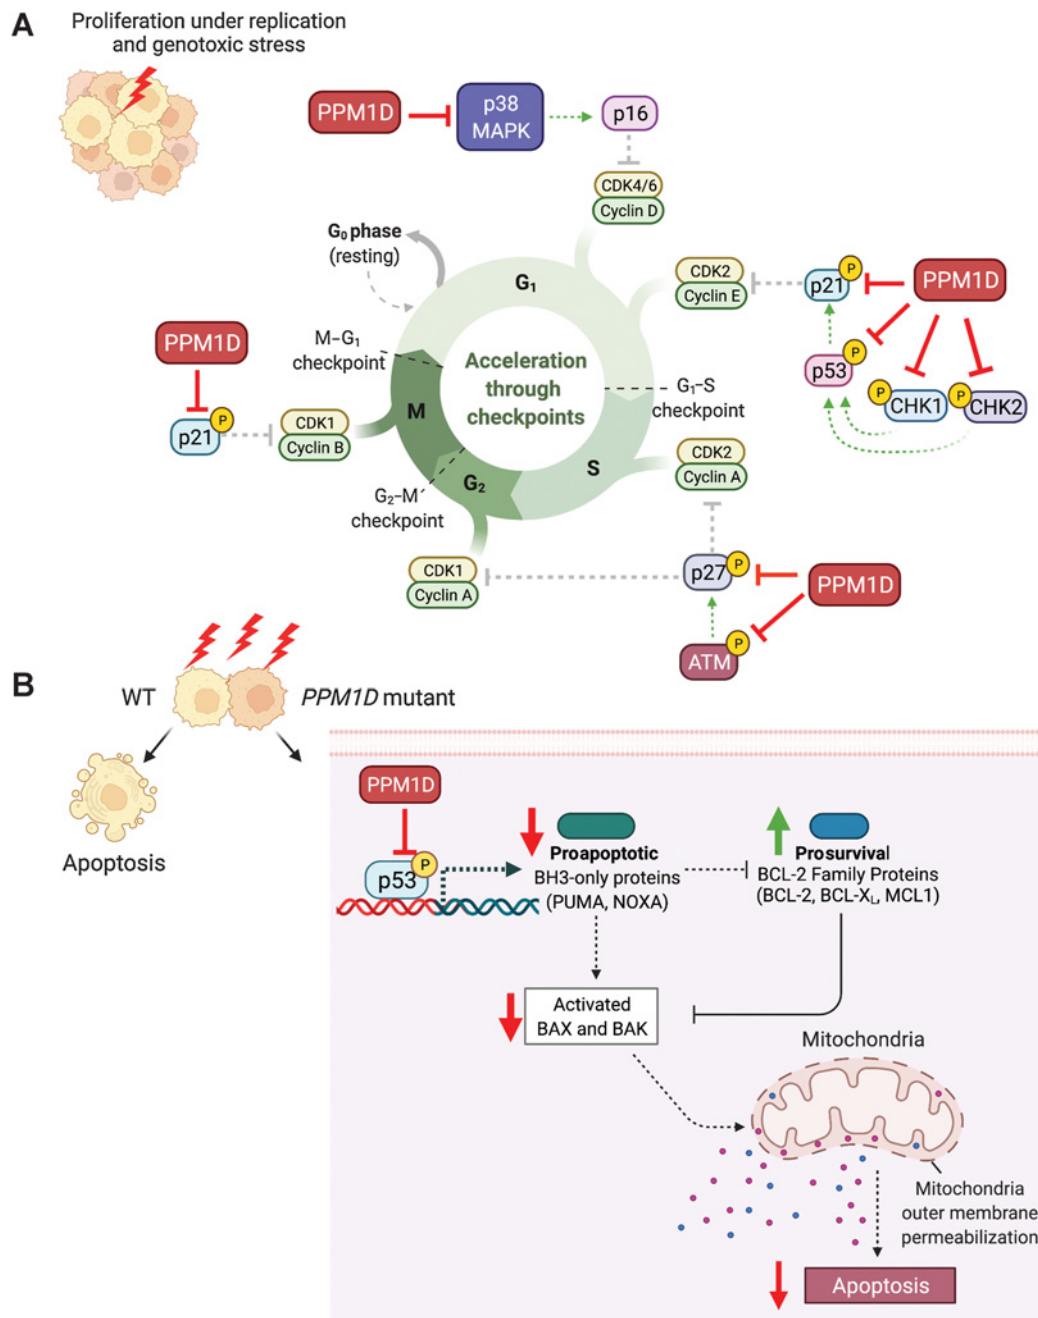 A
Proliferation under replication
and genotoxic stress
PPM1D
p38
MAPK
p16
CDK4/6
Cyclin D
G₀ phase
(resting)
G₁
CDK2
Cyclin E
p21
P
PPM1D
PPM1D
M–G₁
checkpoint
Acceleration
through
checkpoints
p53
P
G₁–S
checkpoint
P
CHK1
P
CHK2
p21
P
CDK1
Cyclin B
M
CDK2
Cyclin A
S
G₂
G₂–M
checkpoint
CDK1
Cyclin A
p27
P
PPM1D
ATM
P
B
WT
PPM1D mutant
Apoptosis
PPM1D
p53
P
Proapoptotic
BH3-only proteins
(PUMA, NOXA)
Prosurvival
BCL-2 Family Proteins
(BCL-2, BCL-X_L, MCL1)
Activated
BAX and BAK
Mitochondria
Mitochondria
outer membrane
permeabilization
Apoptosis